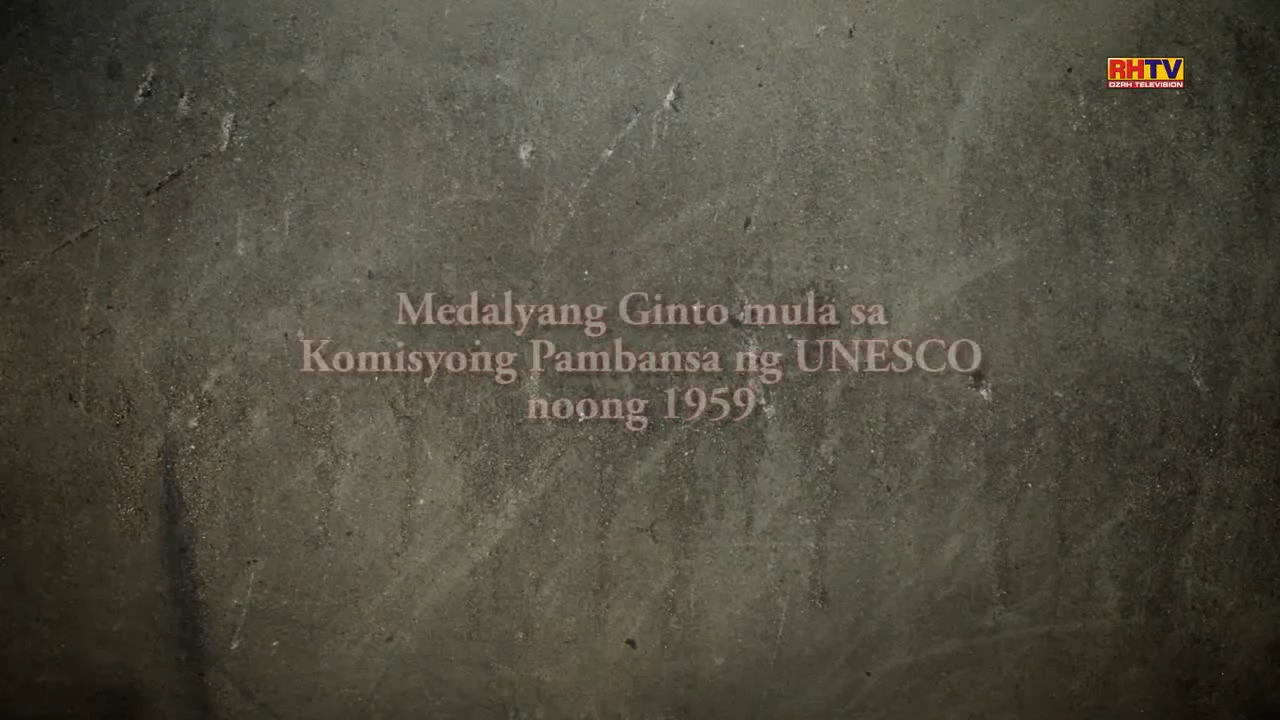 RHTV
DZRH TELEVISION
Medalyang Ginto mula sa
Komisyong Pambansa ng UNESCO
noong 1959